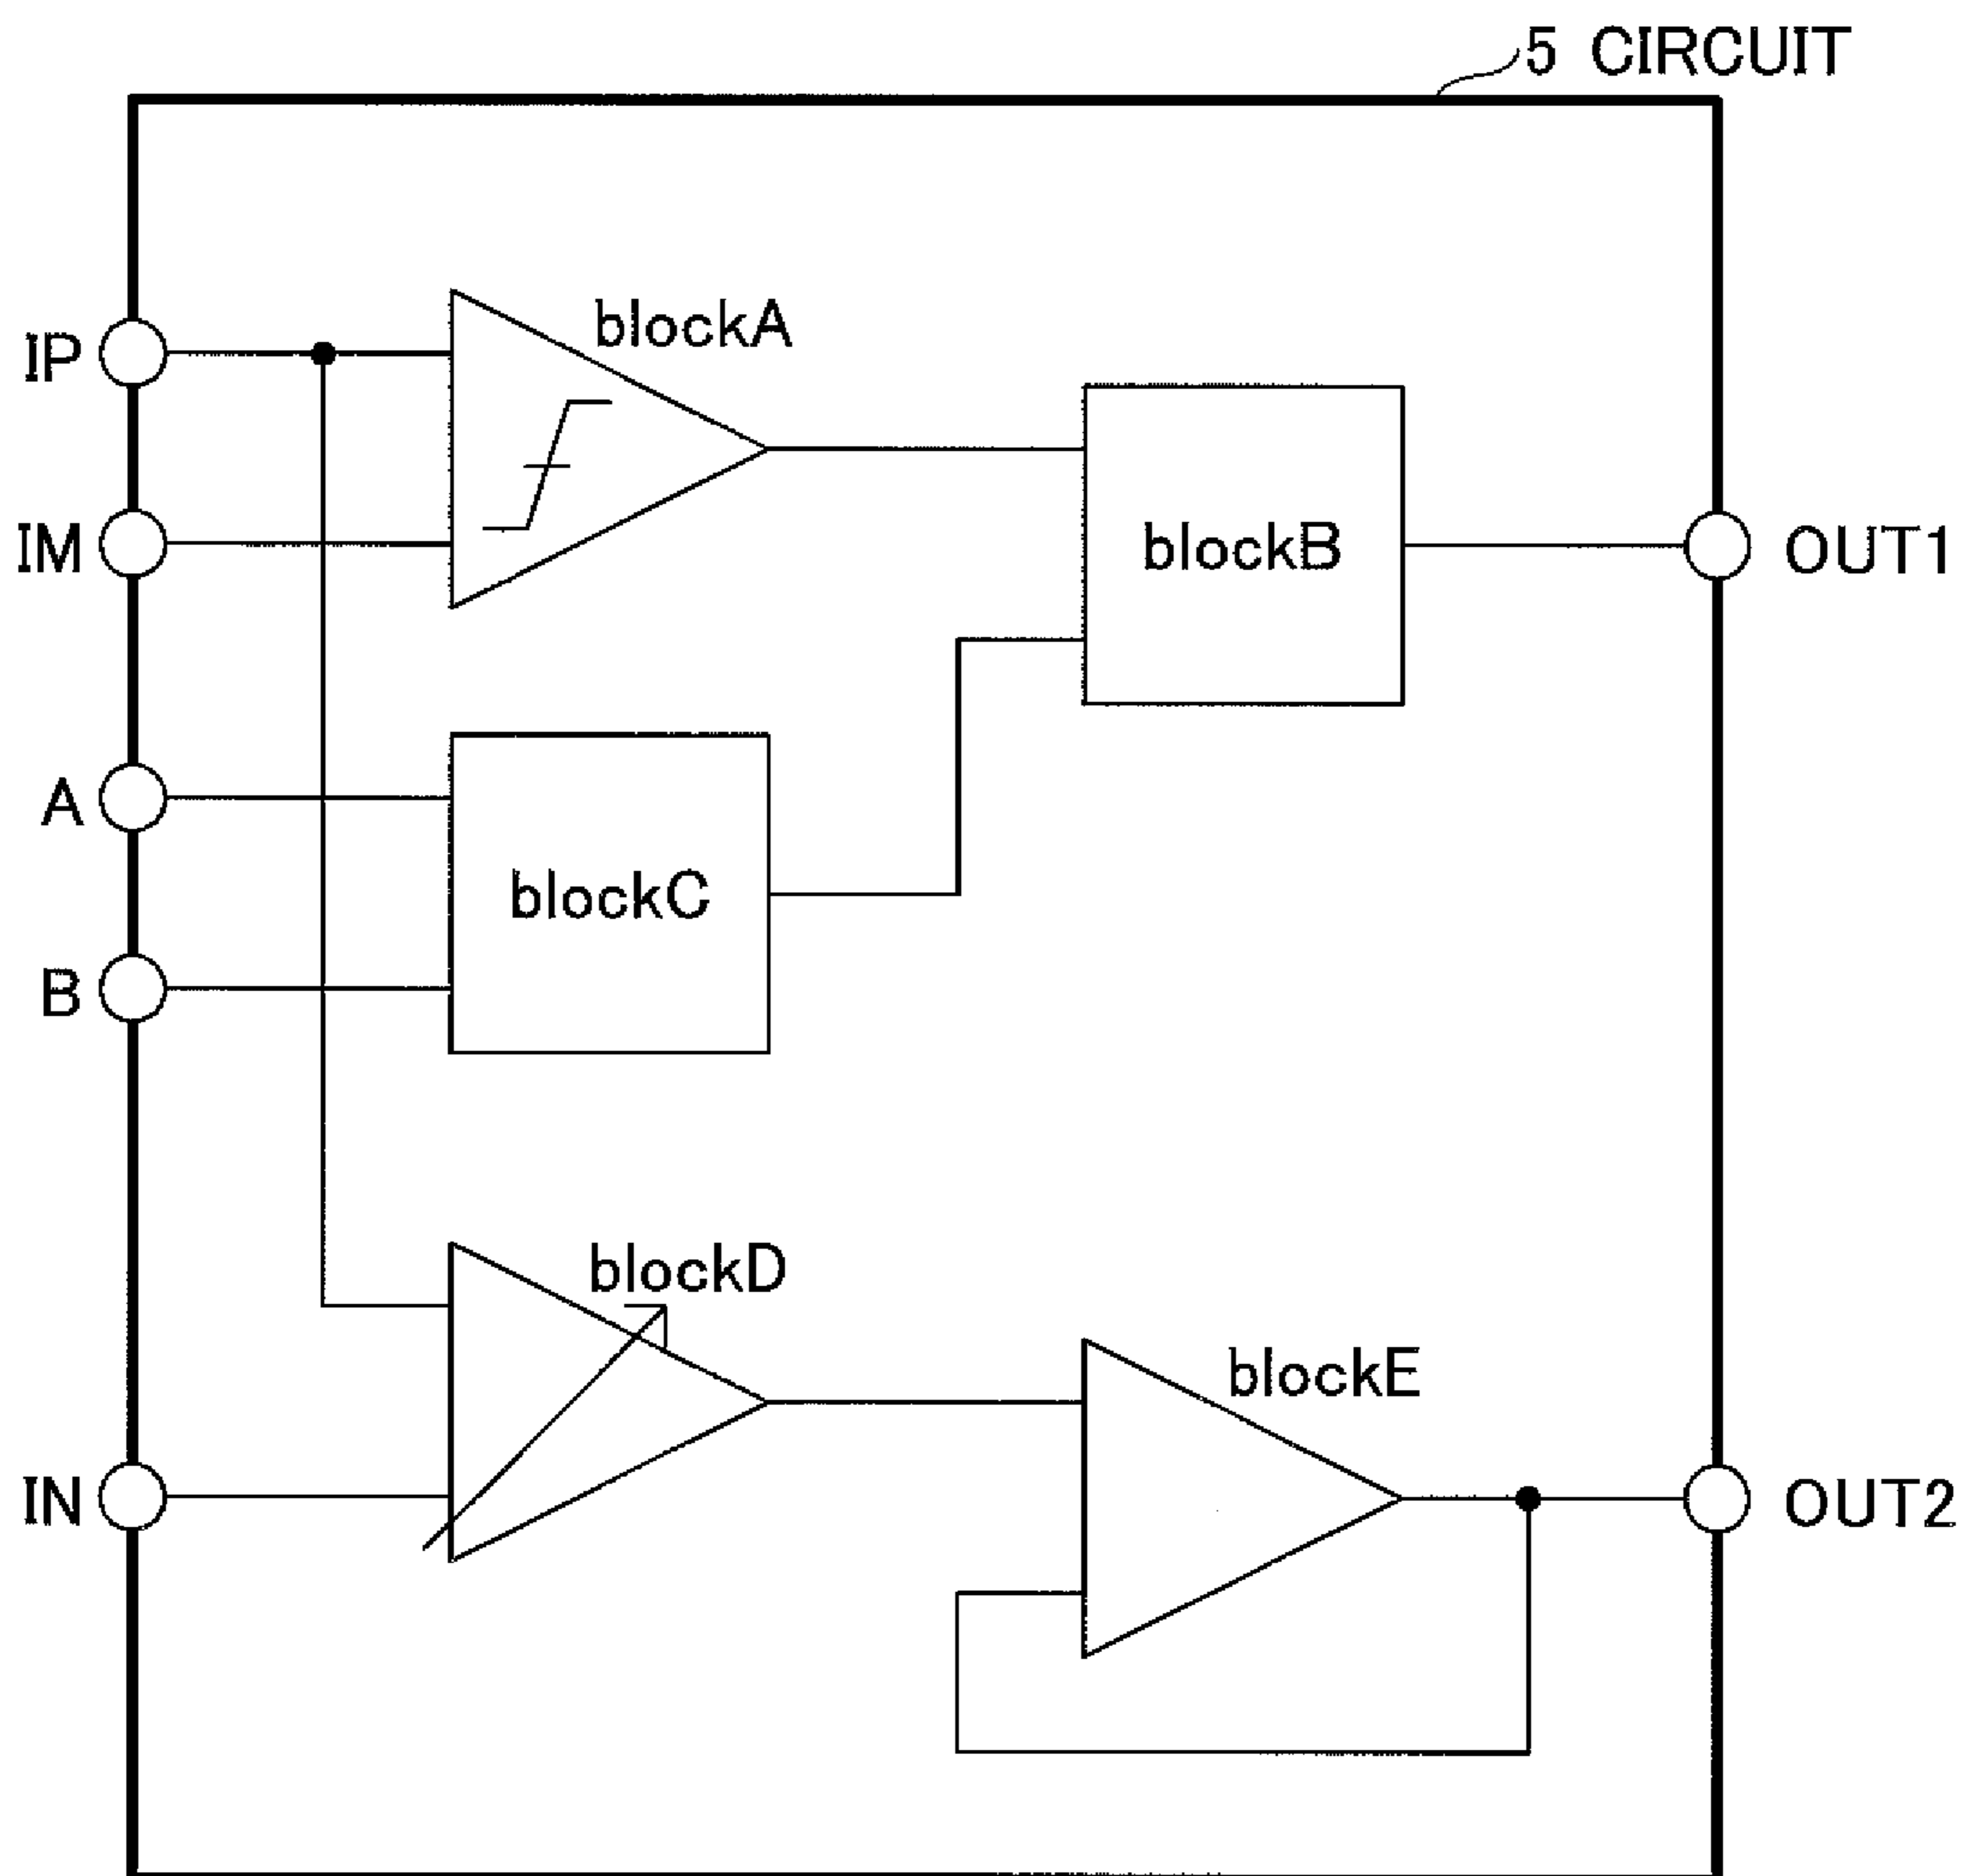 5 CIRCUIT
blockA
IP
IM
blockB
OUT1
A
blockC
B
blockD
blockE
IN
OUT2